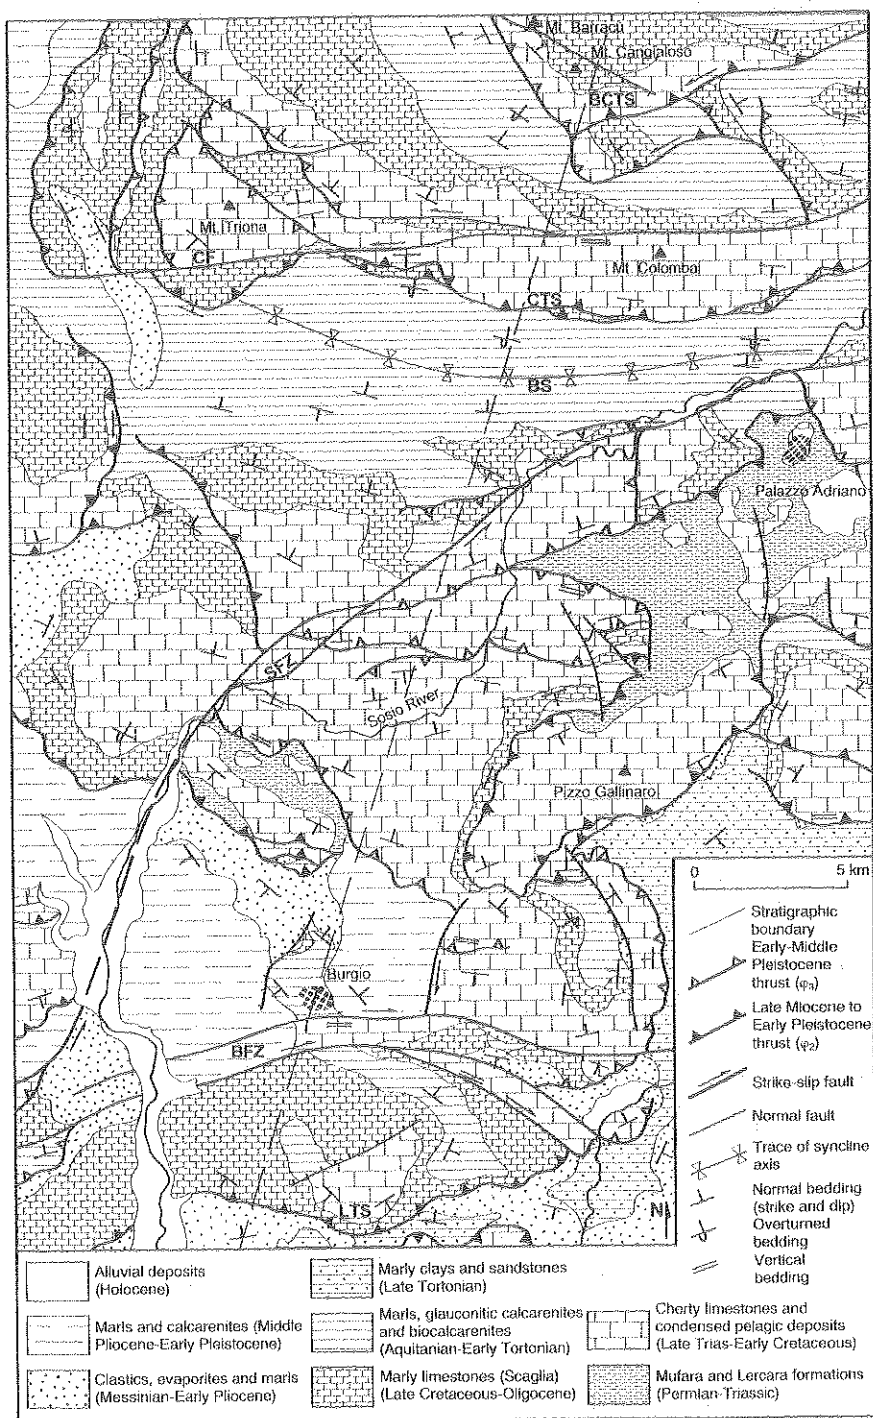 Mt. Barracù
Mt. Cangialoso
BCTS
Mt. Triona
CF
Mt. Colomba
CTS
BS
Palazzo Adriano
SFZ
Sosio River
Pizzo Gallinaro
Burgio
BFZ
LTS
0 5 km
Stratigraphic
boundary
Early-Middle
Pleistocene
thrust (φ₃)
Late Miocene to
Early Pleistocene
thrust (φ₂)
Strike-slip fault
Normal fault
Trace of syncline
axis
Normal bedding
(strike and dip)
Overturned
bedding
Vertical
bedding
N
Alluvial deposits
(Holocene)
Marls and calcarenites (Middle
Pliocene-Early Pleistocene)
Clastics, evaporites and marls
(Messinian-Early Pliocene)
Marly clays and sandstones
(Late Tortonian)
Marls, glauconitic calcarenites
and biocalcarenites
(Aquitanian-Early Tortonian)
Marly limestones (Scaglia)
(Late Cretaceous-Oligocene)
Cherty limestones and
condensed pelagic deposits
(Late Trias-Early Cretaceous)
Mufara and Lercara formations
(Permian-Triassic)